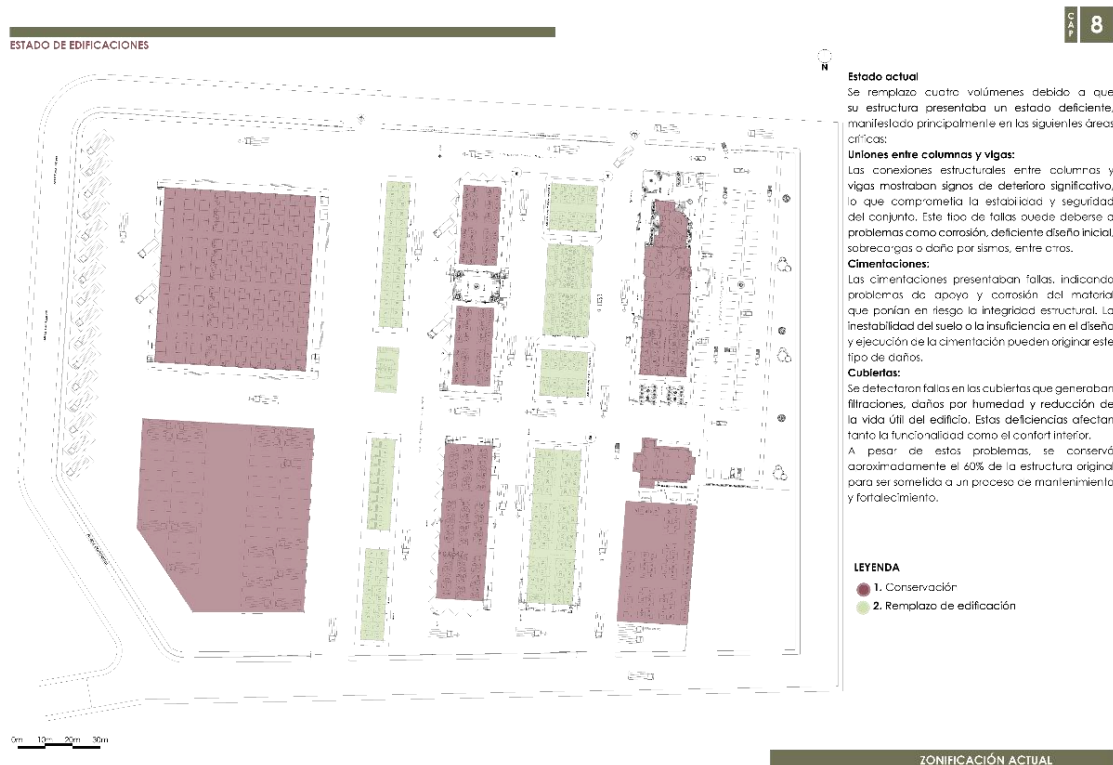 CAP 8
ESTADO DE EDIFICACIONES
N
Estado actual
Se remplazo cuatro volúmenes debido a que
su estructura presentaba un estado deficiente,
manifestado principalmente en las siguientes áreas
críticas:
Uniones entre columnas y vigas:
Las conexiones estructurales entre columnas y
vigas mostraban signos de deterioro significativo,
lo que comprometía la estabilidad y seguridad
del conjunto. Este tipo de fallas puede deberse a
problemas como corrosión, deficiente diseño inicial,
sobrecargas o daño por sismos, entre otros.
Cimentaciones:
Las cimentaciones presentaban fallas, indicando
problemas de apoyo y corrosión del material
que ponían en riesgo la integridad estructural. La
inestabilidad del suelo o la insuficiencia en el diseño
y ejecución de la cimentación pueden originar este
tipo de daños.
Cubiertas:
Se detectaron fallas en las cubiertas que generaban
filtraciones, daños por humedad y reducción de
la vida útil del edificio. Estas deficiencias afectan
tanto la funcionalidad como el confort interior.
A pesar de estos problemas, se conservó
aproximadamente el 60% de la estructura original
para ser sometida a un proceso de mantenimiento
y fortalecimiento.
LEYENDA
1. Conservación
2. Remplazo de edificación
0m 10m 20m 30m
ZONIFICACIÓN ACTUAL